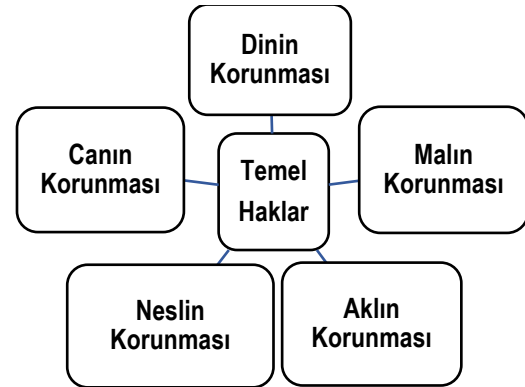 Dinin
Korunması
Canın
Korunması
Temel
Haklar
Malın
Korunması
Neslin
Korunması
Aklın
Korunması